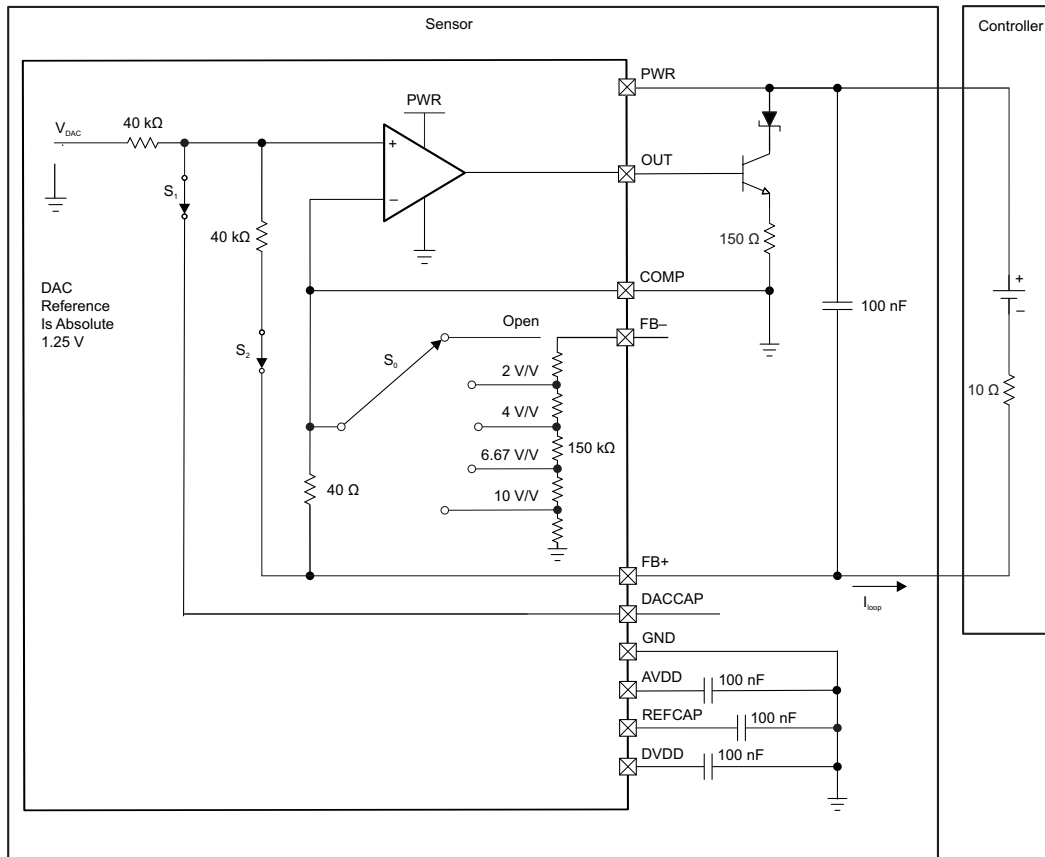 Sensor
Controller
PWR
PWR
40 kΩ
V_DAC
+
OUT
S₁
–
40 kΩ
150 Ω
COMP
DAC
Reference
Is Absolute
1.25 V
+
–
100 nF
Open
FB–
S₂
S₀
2 V/V
10 Ω
4 V/V
150 kΩ
6.67 V/V
40 Ω
10 V/V
FB+
DACCAP
I_loop
GND
AVDD
100 nF
REFCAP
100 nF
DVDD
100 nF